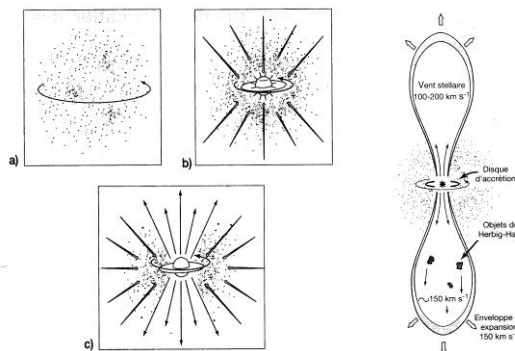 a)
b)
c)
Vent stellaire
100-200 km s⁻¹
Disque
d'accrétion
Objets de
Herbig-Ha
~150 km s⁻¹
Enveloppe
expansion
150 km s⁻¹